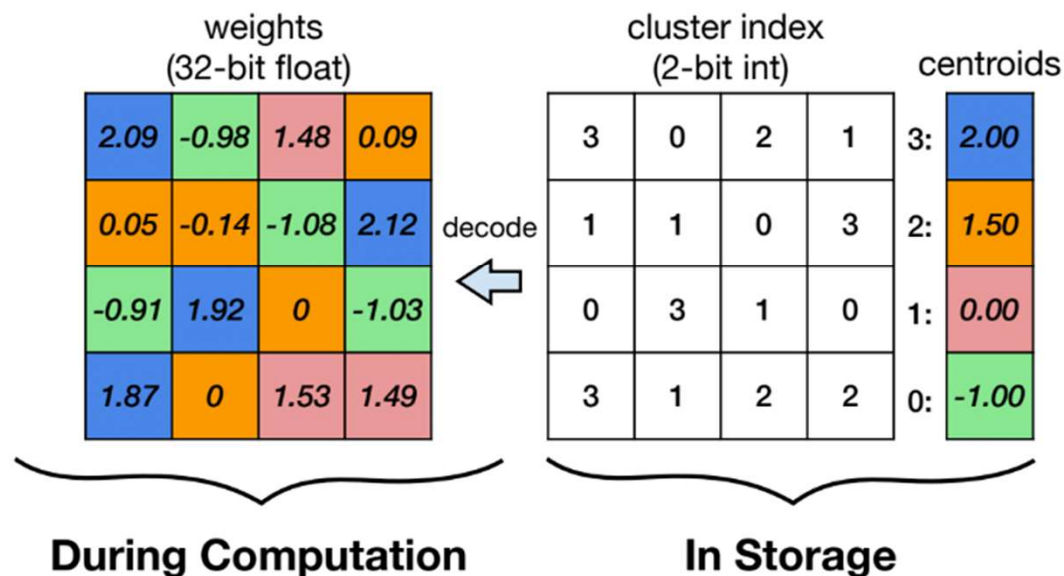 weights
(32-bit float)
cluster index
(2-bit int)
centroids
2.09 -0.98 1.48 0.09
3 0 2 1
3: 2.00
0.05 -0.14 -1.08 2.12
decode
1 1 0 3
2: 1.50
-0.91 1.92 0 -1.03
0 3 1 0
1: 0.00
1.87 0 1.53 1.49
3 1 2 2
0: -1.00
During Computation
In Storage